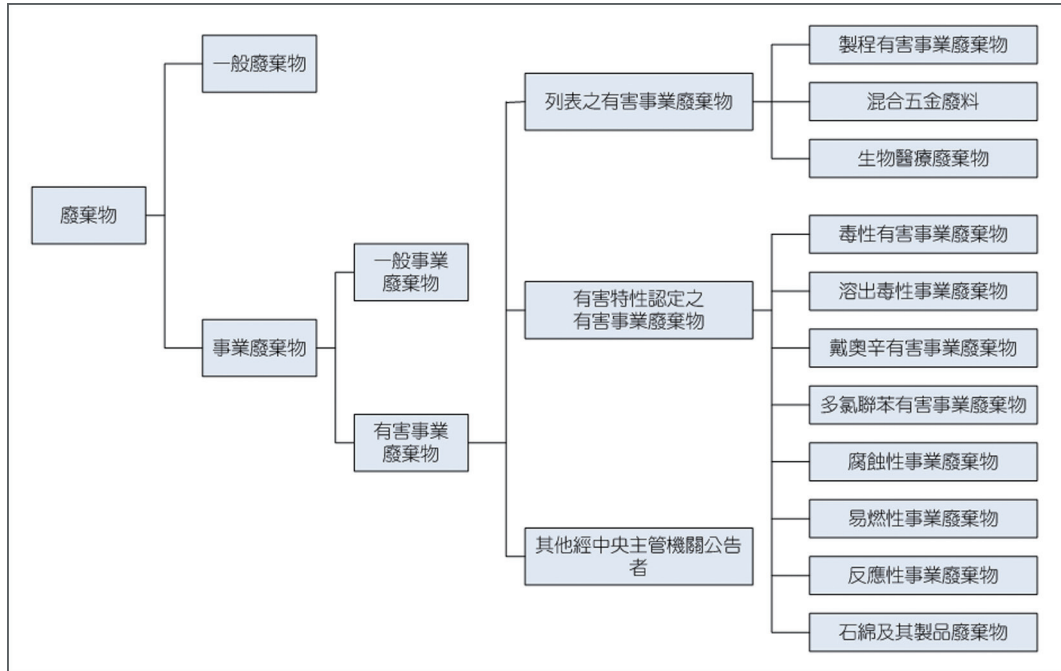 廢棄物
一般廢棄物
事業廢棄物
一般事業
廢棄物
有害事業
廢棄物
列表之有害事業廢棄物
有害特性認定之
有害事業廢棄物
其他經中央主管機關公告
者
製程有害事業廢棄物
混合五金廢料
生物醫療廢棄物
毒性有害事業廢棄物
溶出毒性事業廢棄物
戴奧辛有害事業廢棄物
多氯聯苯有害事業廢棄物
腐蝕性事業廢棄物
易燃性事業廢棄物
反應性事業廢棄物
石綿及其製品廢棄物